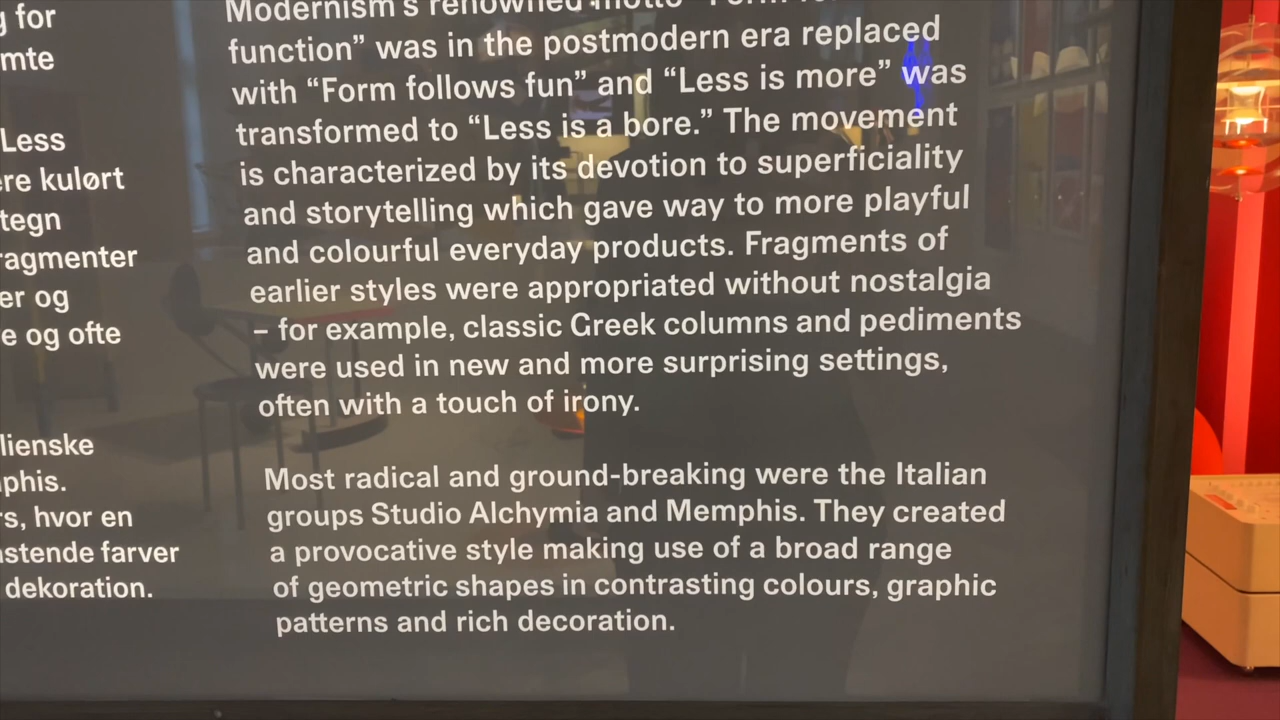 g for
mte
Less
ere kulørt
tegn
ragmenter
er og
e og ofte
lienske
phis.
rs, hvor en
astende farver
dekoration.
Modernism's renowned motto "Form
function" was in the postmodern era replaced
with "Form follows fun" and "Less is more" was
transformed to "Less is a bore." The movement
is characterized by its devotion to superficiality
and storytelling which gave way to more playful
and colourful everyday products. Fragments of
earlier styles were appropriated without nostalgia
– for example, classic Greek columns and pediments
were used in new and more surprising settings,
often with a touch of irony.
Most radical and ground-breaking were the Italian
groups Studio Alchymia and Memphis. They created
a provocative style making use of a broad range
of geometric shapes in contrasting colours, graphic
patterns and rich decoration.